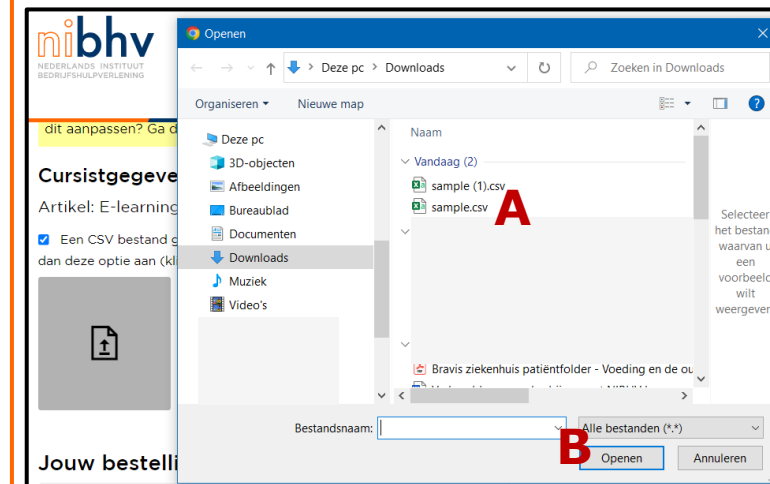 nibhv
NEDERLANDS INSTITUUT
BEDRIJFSHULPVERLENING
dit aanpassen? Ga d
Cursistgegeve
Artikel: E-learning
Een CSV bestand g
dan deze optie aan (kli
Jouw bestelli
Openen
Deze pc > Downloads
Zoeken in Downloads
Organiseren
Nieuwe map
Deze pc
3D-objecten
Afbeeldingen
Bureaublad
Documenten
Downloads
Muziek
Video's
Naam
Vandaag (2)
sample (1).csv
sample.csv
A
Bravis ziekenhuis patiëntfolder - Voeding en de ou
Selecteer
het bestand
waarvan u
een
voorbeeld
wilt
weergeven.
Bestandsnaam:
Alle bestanden (*.*)
B
Openen
Annuleren